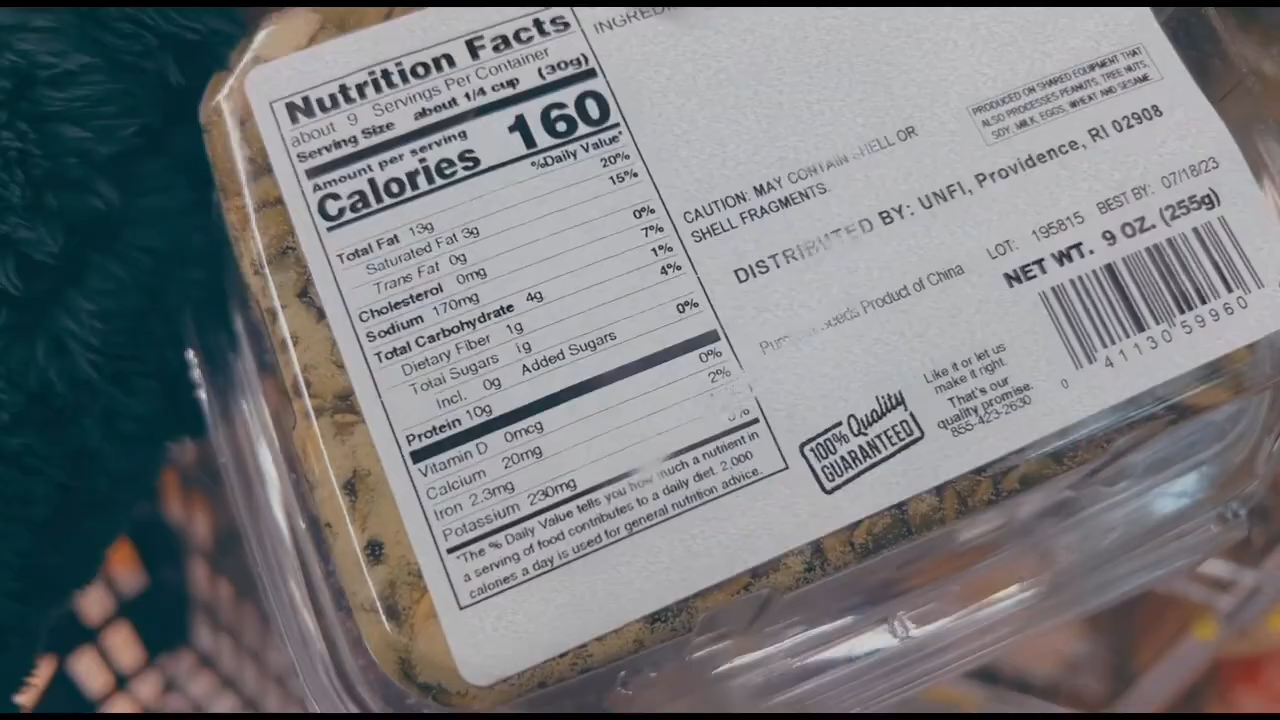 Nutrition Facts
about 9 Servings Per Container
Serving Size about 1/4 cup (30g)
Amount per serving
Calories 160
%Daily Value*
Total Fat 13g 20%
Saturated Fat 3g 15%
Trans Fat 0g
Cholesterol 0mg 0%
Sodium 170mg 7%
Total Carbohydrate 4g 1%
Dietary Fiber 1g 4%
Total Sugars 1g
Incl. 0g Added Sugars 0%
Protein 10g
Vitamin D 0mcg 0%
Calcium 20mg 2%
Iron 2.3mg
Potassium 230mg
*The % Daily Value tells you how much a nutrient in
a serving of food contributes to a daily diet. 2,000
calories a day is used for general nutrition advice.
PRODUCED ON SHARED EQUIPMENT THAT
ALSO PROCESSES PEANUTS, TREE NUTS,
SOY, MILK, EGGS, WHEAT AND SESAME.
CAUTION: MAY CONTAIN SHELL OR
SHELL FRAGMENTS.
DISTRIBUTED BY: UNFI, Providence, RI 02908
Product of China
LOT: 195815 BEST BY: 07/18/23
NET WT. 9 OZ. (255g)
0 41130 59960
100% Quality
GUARANTEED
Like it or let us
make it right.
That's our
quality promise.
855-423-2630